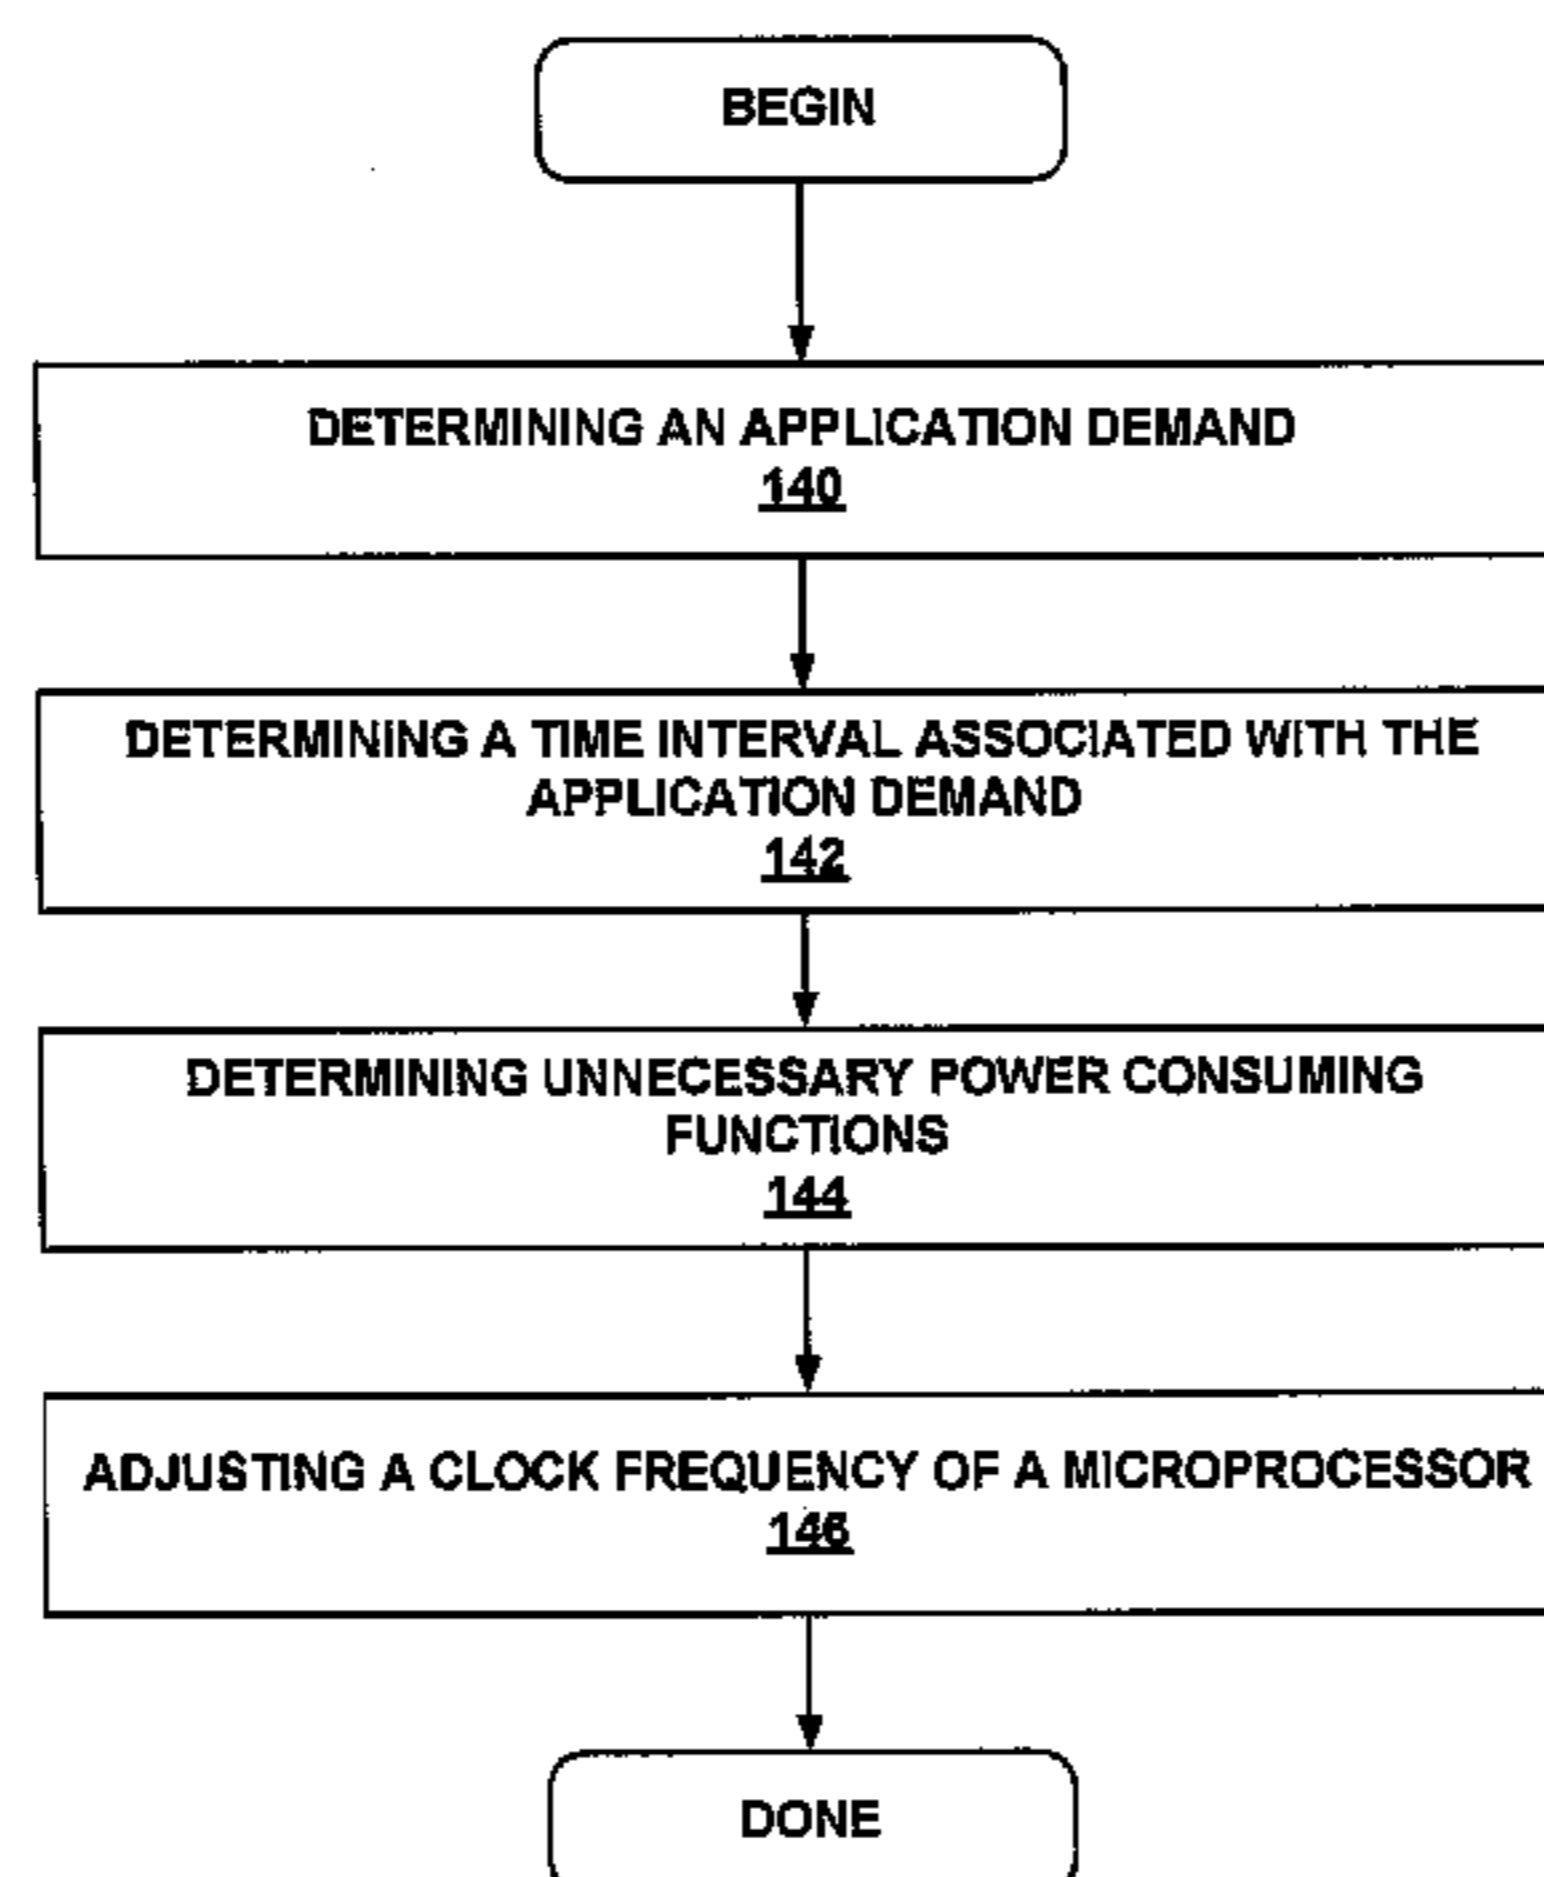 BEGIN
DETERMINING AN APPLICATION DEMAND
140
DETERMINING A TIME INTERVAL ASSOCIATED WITH THE
APPLICATION DEMAND
142
DETERMINING UNNECESSARY POWER CONSUMING
FUNCTIONS
144
ADJUSTING A CLOCK FREQUENCY OF A MICROPROCESSOR
146
DONE